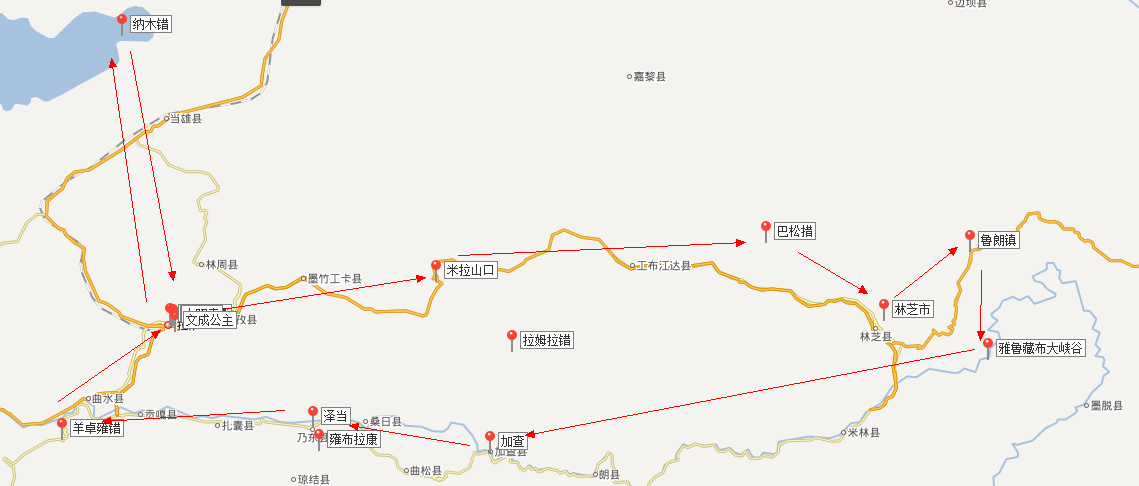 边坝县
纳木错
嘉黎县
当雄县
巴松措
鲁朗镇
林周县
米拉山口
工布江达县
墨竹工卡县
林芝市
文成公主
孜县
林芝县
拉姆拉错
雅鲁藏布大峡谷
曲水县
墨脱县
贡嘎县
泽当
桑日县
羊卓雍错
扎囊县
米林县
乃东
雍布拉康
加查
加查县
曲松县
朗县
琼结县